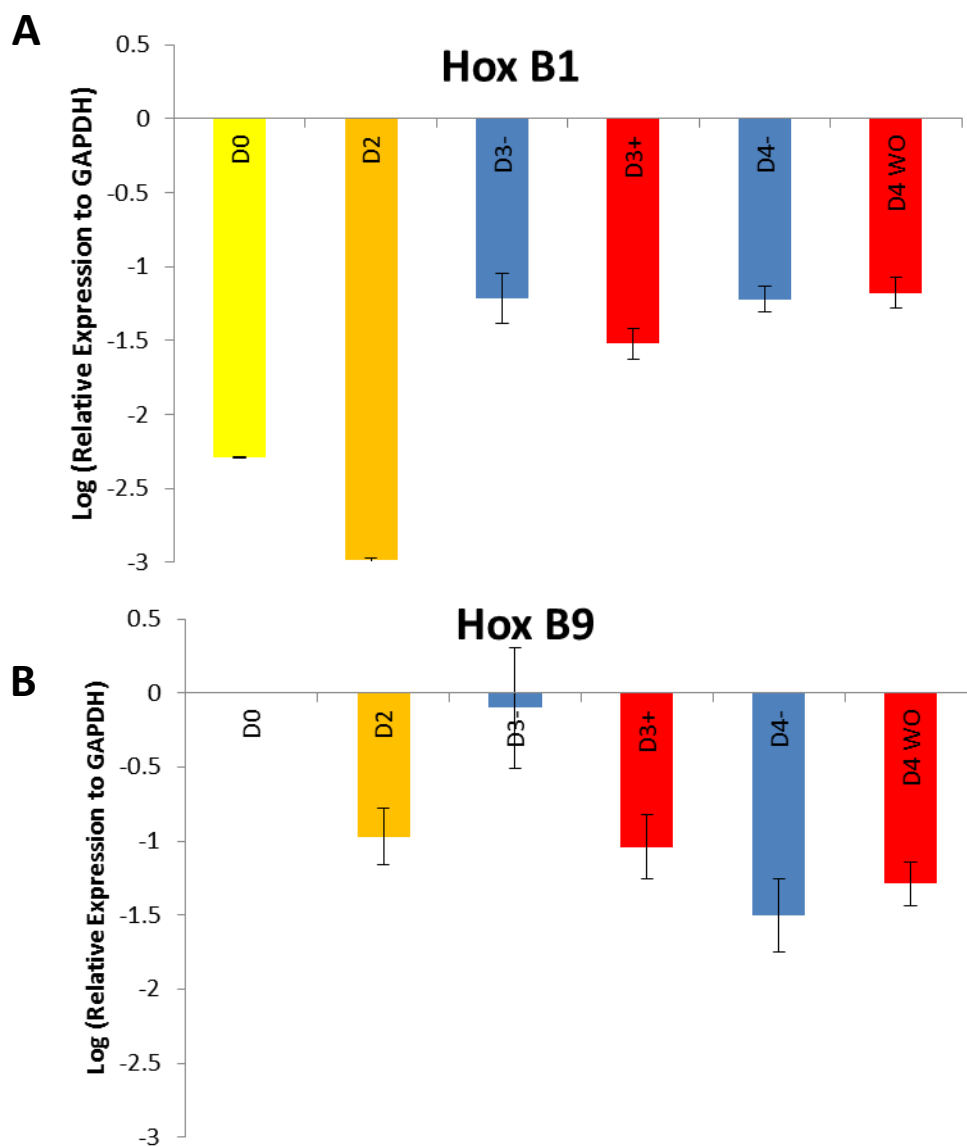 A
Hox B1
Log (Relative Expression to GAPDH)
0.5
0
-0.5
-1
-1.5
-2
-2.5
-3
D0
D2
D3-
D3+
D4-
D4 WO
B
Hox B9
Log (Relative Expression to GAPDH)
0.5
0
-0.5
-1
-1.5
-2
-2.5
-3
D0
D2
D3-
D3+
D4-
D4 WO